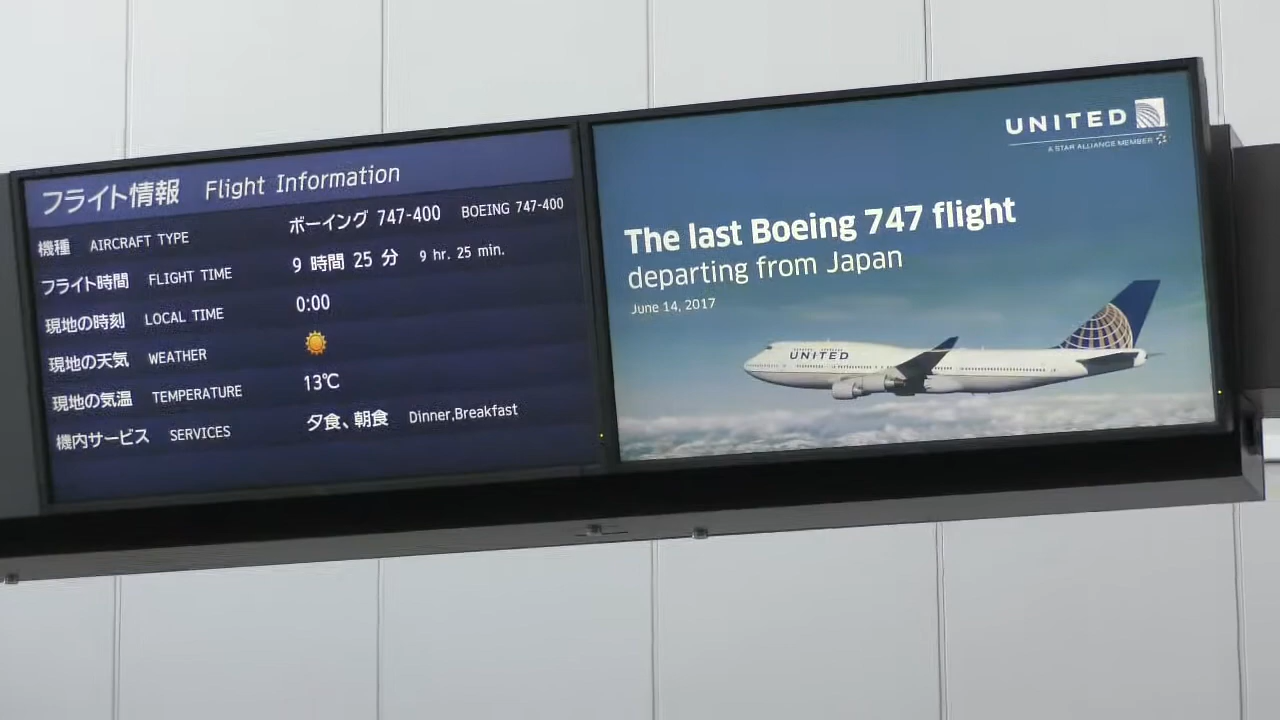 フライト情報 Flight Information
機種 AIRCRAFT TYPE ボーイング 747-400 BOEING 747-400
フライト時間 FLIGHT TIME 9 時間 25 分 9 hr. 25 min.
現地の時刻 LOCAL TIME 0:00
現地の天気 WEATHER
現地の気温 TEMPERATURE 13℃
機内サービス SERVICES 夕食、朝食 Dinner,Breakfast
UNITED
A STAR ALLIANCE MEMBER
The last Boeing 747 flight
departing from Japan
June 14, 2017
UNITED